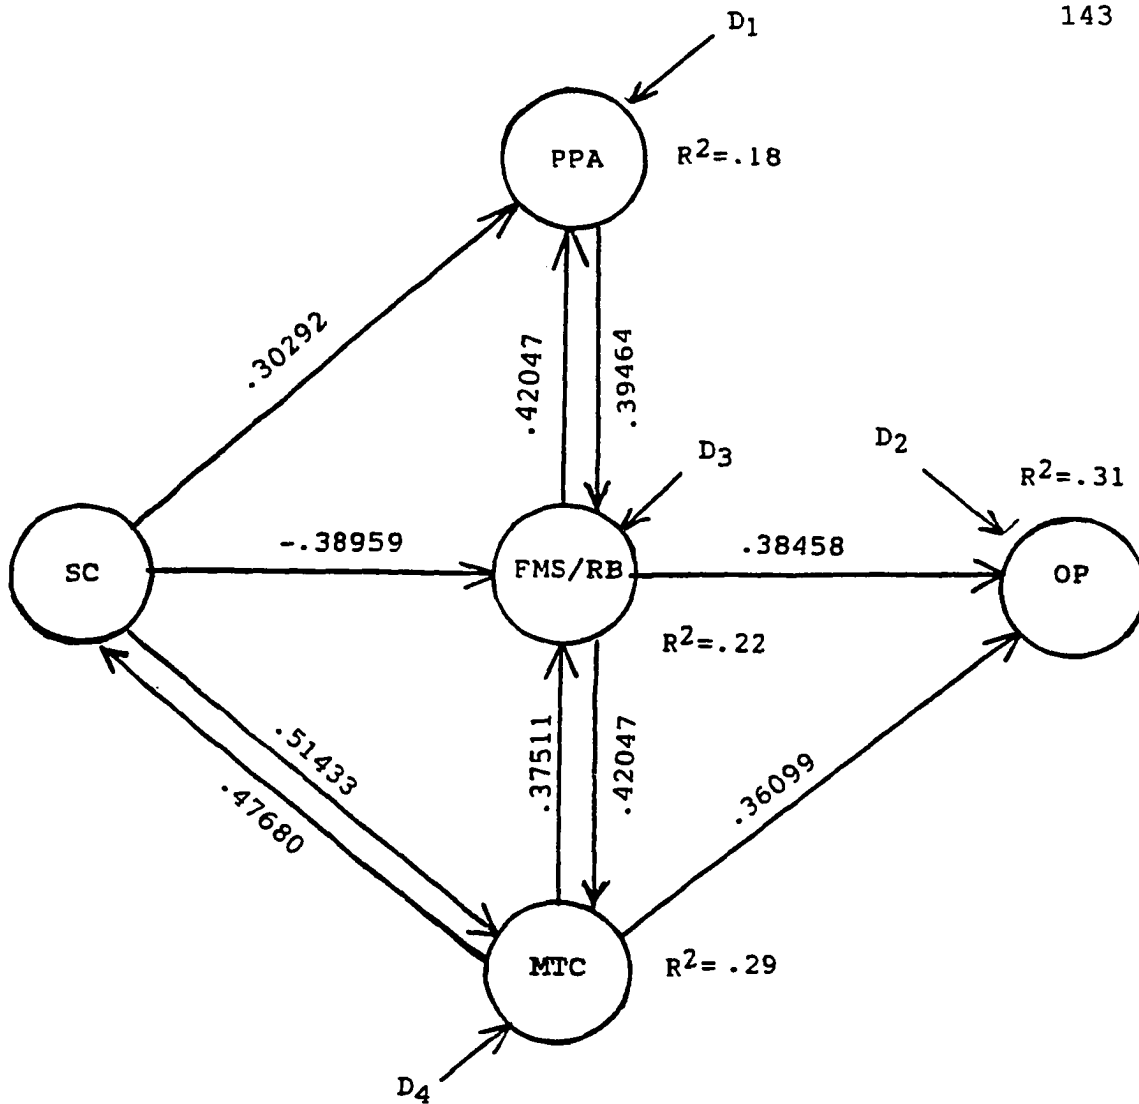 143
D1
PPA
R2=.18
.30292
.42047
.39464
D3
D2
R2=.31
SC
-.38959
FMS/RB
.38458
OP
R2=.22
.51433
.47680
.37511
.42047
.36099
MTC
R2= .29
D4